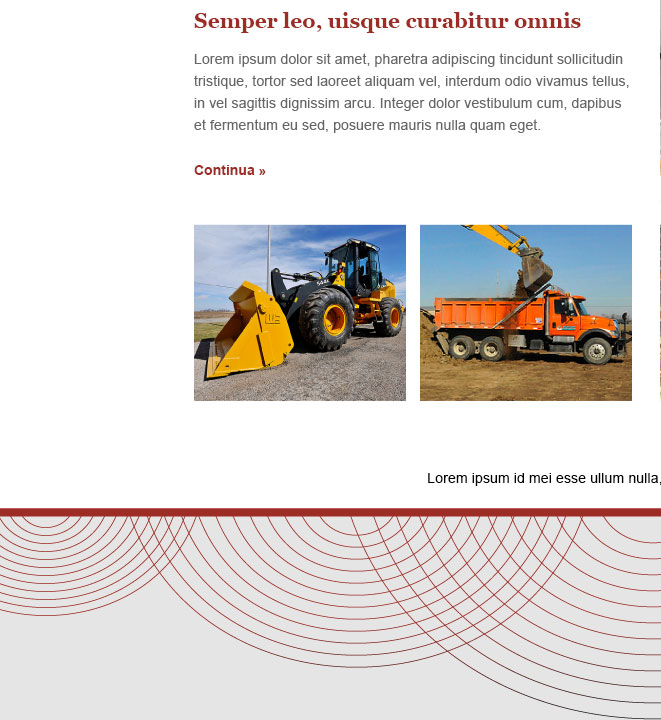 Semper leo, uisque curabitur omnis
Lorem ipsum dolor sit amet, pharetra adipiscing tincidunt sollicitudin
tristique, tortor sed laoreet aliquam vel, interdum odio vivamus tellus,
in vel sagittis dignissim arcu. Integer dolor vestibulum cum, dapibus
et fermentum eu sed, posuere mauris nulla quam eget.
Continua »
Lorem ipsum id mei esse ullum nulla,